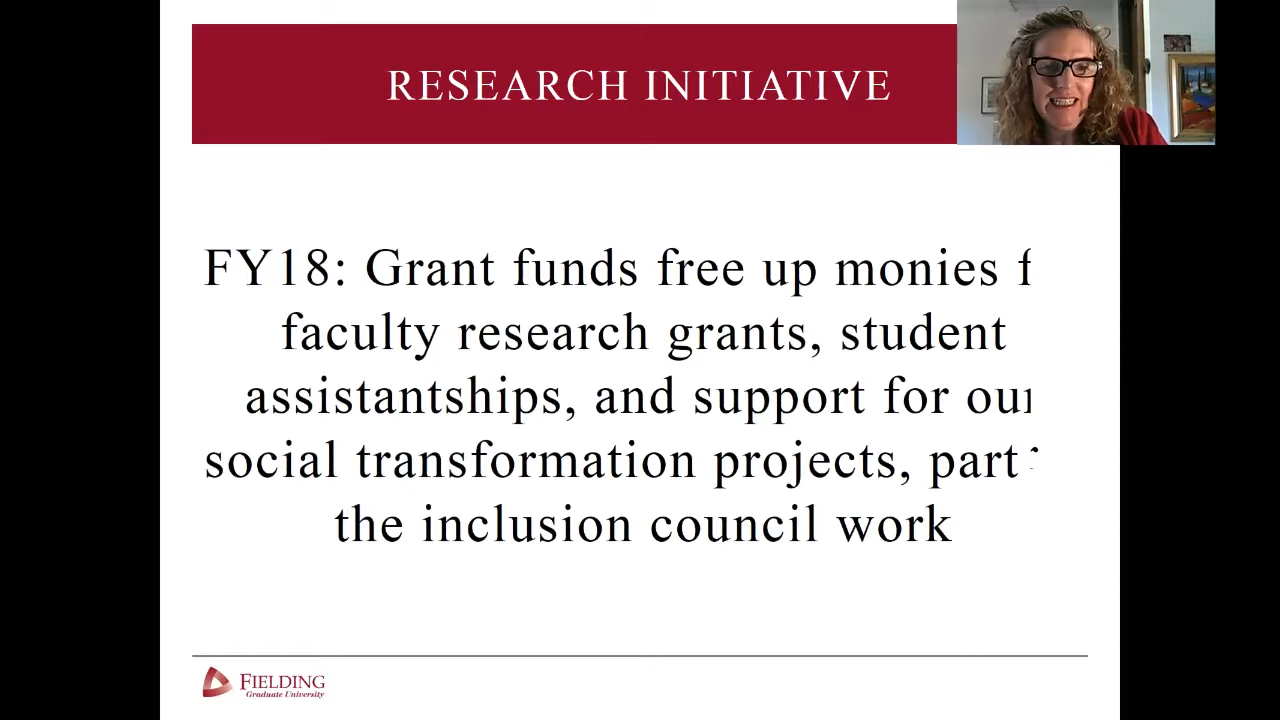 RESEARCH INITIATIVE
FY18: Grant funds free up monies f
faculty research grants, student
assistantships, and support for our
social transformation projects, part
the inclusion council work
FIELDING
Graduate University